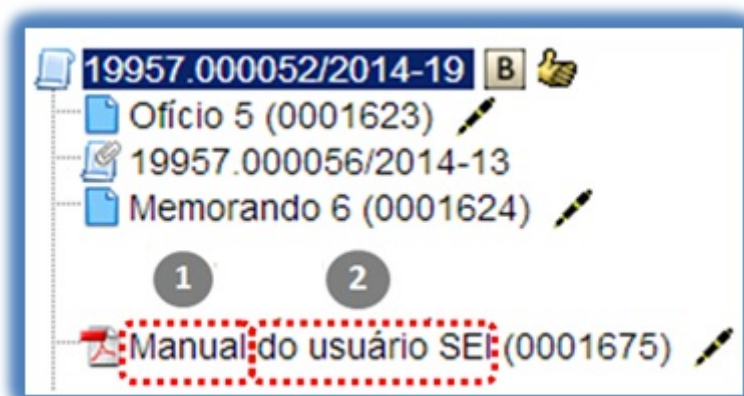 19957.000052/2014-19 B
Ofício 5 (0001623)
19957.000056/2014-13
Memorando 6 (0001624)
1 2
Manual do usuário SEI (0001675)